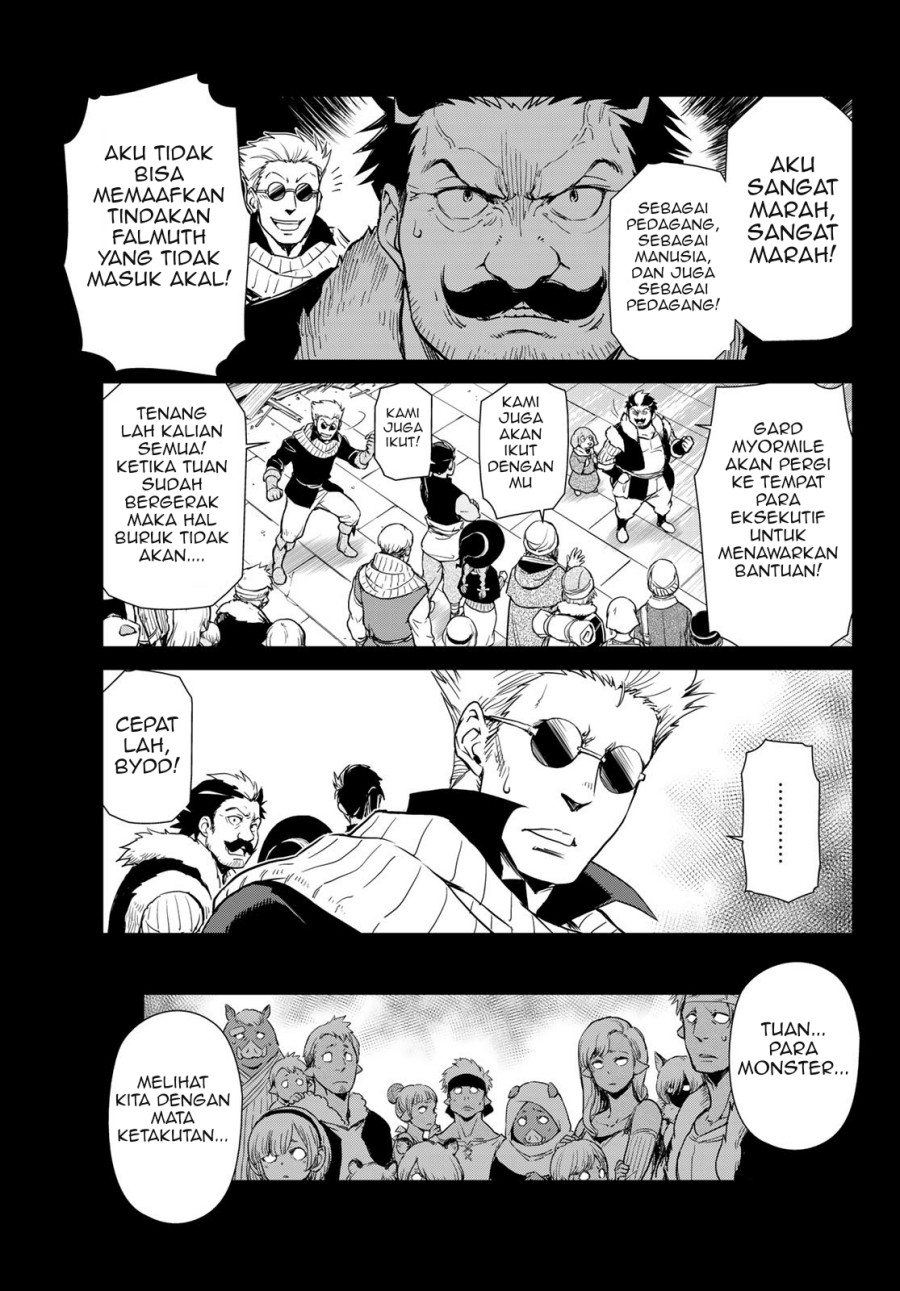 AKU
SANGAT
MARAH,
SANGAT
MARAH!
SEBAGAI
PEDAGANG,
SEBAGAI
MANUSIA,
DAN JUGA
SEBAGAI
PEDAGANG!
AKU TIDAK
BISA
MEMAAFKAN
TINDAKAN
FALMUTH
YANG TIDAK
MASUK AKAL!
GARD
MYORMILE
AKAN PERGI
KE TEMPAT
PARA
EKSEKUTIF
UNTUK
MENAWARKAN
BANTUAN!
KAMI
JUGA
AKAN
IKUT
DENGAN
MU
KAMI
JUGA
IKUT!
TENANG
LAH KALIAN
SEMUA!
KETIKA TUAN
SUDAH
BERGERAK
MAKA HAL
BURUK TIDAK
AKAN....
..........
CEPAT
LAH,
BYDD!
TUAN...
PARA
MONSTER...
MELIHAT
KITA DENGAN
MATA
KETAKUTAN...